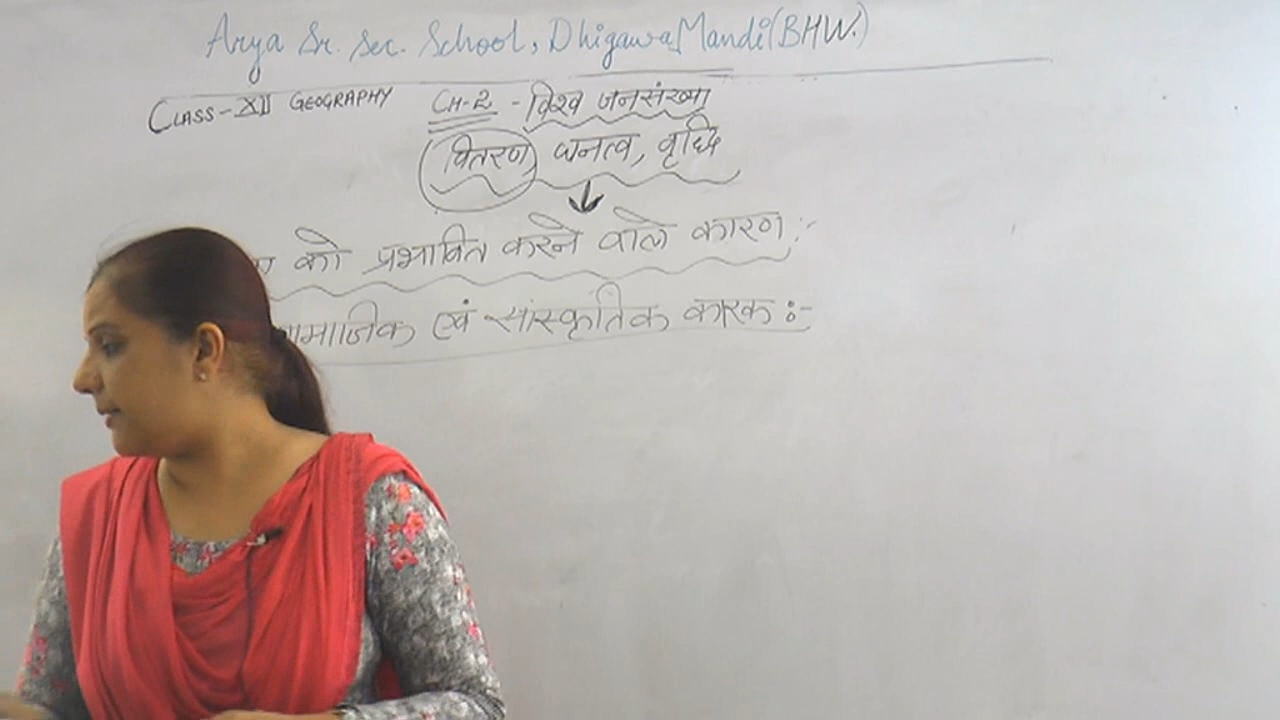 Arya Sr. Sec. School, Dhigawa Mandi (BHW.)
CLASS-XII GEOGRAPHY CH-2 - विश्व जनसंख्या
वितरण घनत्व, वृद्धि
को प्रभावित करने वाले कारण :-
सामाजिक एवं सांस्कृतिक कारक :-